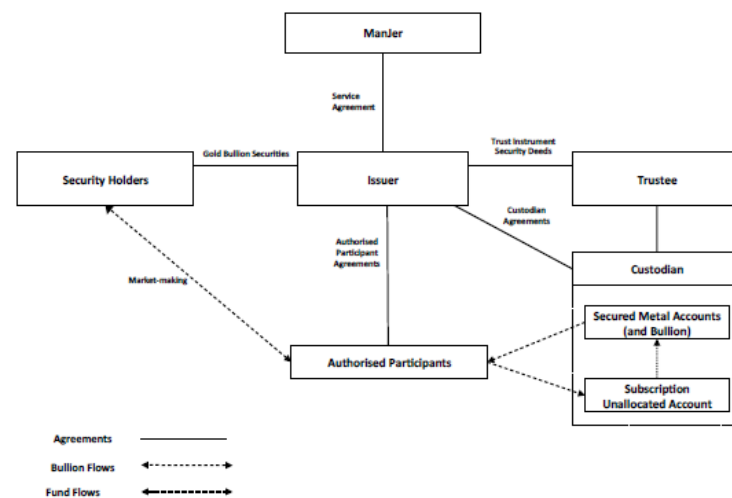 ManJer
Service
Agreement
Gold Bullion Securities
Trust Instrument
Security Deeds
Security Holders
Issuer
Trustee
Custodian
Agreements
Authorised
Participant
Agreements
Custodian
Market-making
Secured Metal Accounts
(and Bullion)
Authorised Participants
Subscription
Unallocated Account
Agreements
Bullion Flows
Fund Flows